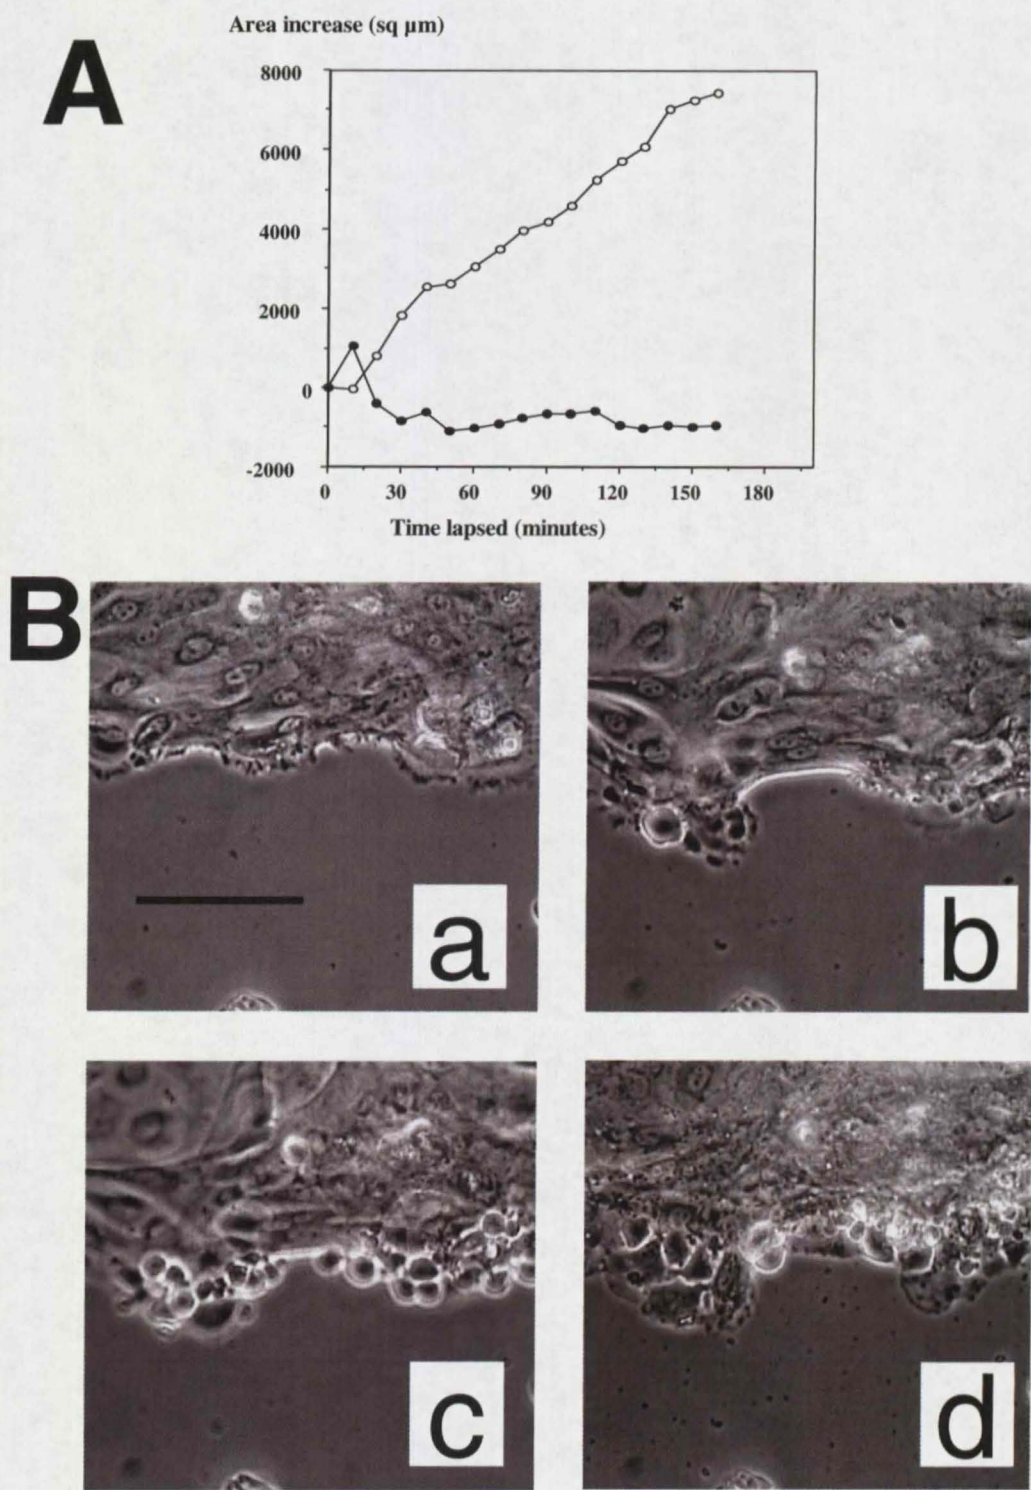 Area increase (sq µm)
A
8000
6000
4000
2000
0
-2000
0 30 60 90 120 150 180
Time lapsed (minutes)
B
a
b
c
d